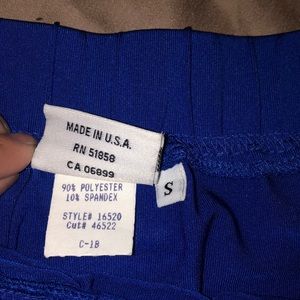 MADE IN U.S.A.
RN 51858
CA 06899
S
90% POLYESTER
10% SPANDEX
STYLE# 16520
Cut# 46522
C-18